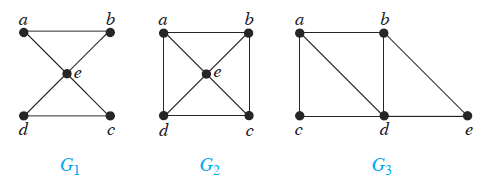 a b a b a b
e e
d c d c c d e
G₁ G₂ G₃